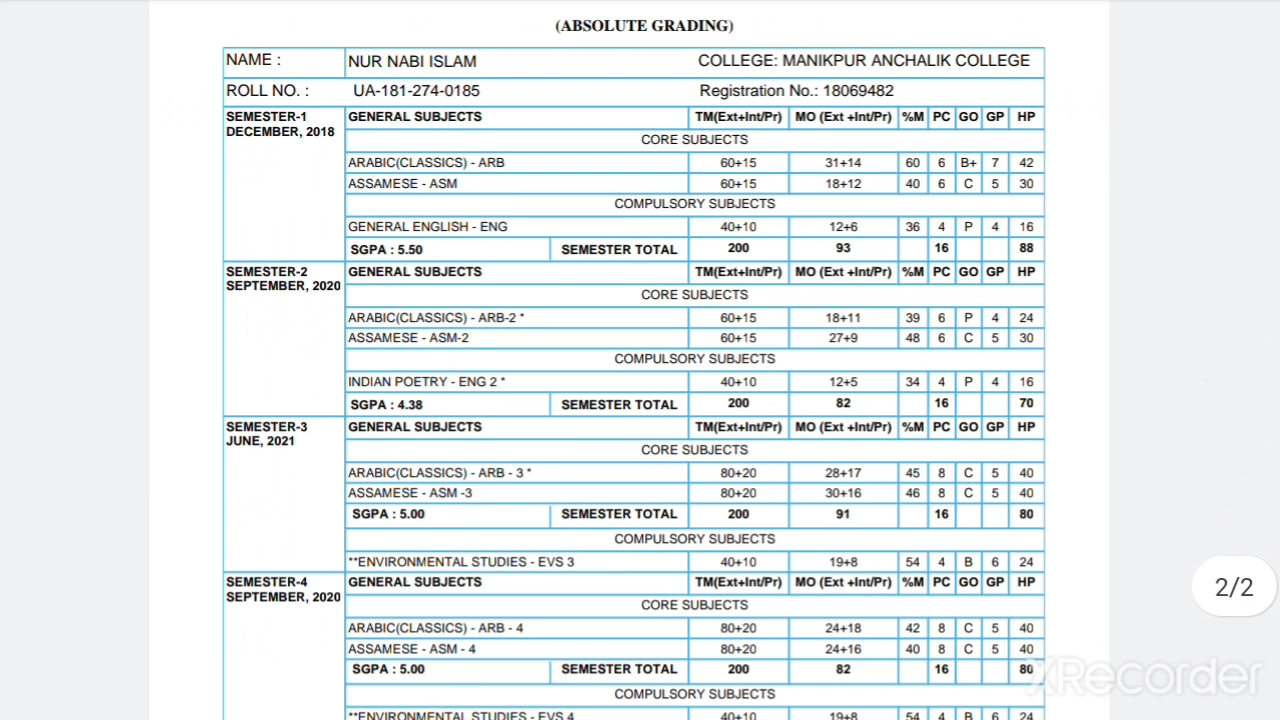 (ABSOLUTE GRADING)
NAME : NUR NABI ISLAM COLLEGE: MANIKPUR ANCHALIK COLLEGE
ROLL NO. : UA-181-274-0185 Registration No.: 18069482
SEMESTER-1 GENERAL SUBJECTS TM(Ext+Int/Pr) MO (Ext +Int/Pr) %M PC GO GP HP
DECEMBER, 2018
CORE SUBJECTS
ARABIC(CLASSICS) - ARB 60+15 31+14 60 6 B+ 7 42
ASSAMESE - ASM 60+15 18+12 40 6 C 5 30
COMPULSORY SUBJECTS
GENERAL ENGLISH - ENG 40+10 12+6 36 4 P 4 16
SGPA : 5.50 SEMESTER TOTAL 200 93 16 88
SEMESTER-2 GENERAL SUBJECTS TM(Ext+Int/Pr) MO (Ext +Int/Pr) %M PC GO GP HP
SEPTEMBER, 2020
CORE SUBJECTS
ARABIC(CLASSICS) - ARB-2 * 60+15 18+11 39 6 P 4 24
ASSAMESE - ASM-2 60+15 27+9 48 6 C 5 30
COMPULSORY SUBJECTS
INDIAN POETRY - ENG 2 * 40+10 12+5 34 4 P 4 16
SGPA : 4.38 SEMESTER TOTAL 200 82 16 70
SEMESTER-3 GENERAL SUBJECTS TM(Ext+Int/Pr) MO (Ext +Int/Pr) %M PC GO GP HP
JUNE, 2021
CORE SUBJECTS
ARABIC(CLASSICS) - ARB - 3 * 80+20 28+17 45 8 C 5 40
ASSAMESE - ASM -3 80+20 30+16 46 8 C 5 40
SGPA : 5.00 SEMESTER TOTAL 200 91 16 80
COMPULSORY SUBJECTS
**ENVIRONMENTAL STUDIES - EVS 3 40+10 19+8 54 4 B 6 24
SEMESTER-4 GENERAL SUBJECTS TM(Ext+Int/Pr) MO (Ext +Int/Pr) %M PC GO GP HP
SEPTEMBER, 2020
CORE SUBJECTS
ARABIC(CLASSICS) - ARB - 4 80+20 24+18 42 8 C 5 40
ASSAMESE - ASM - 4 80+20 24+16 40 8 C 5 40
SGPA : 5.00 SEMESTER TOTAL 200 82 16 80
COMPULSORY SUBJECTS
**ENVIRONMENTAL STUDIES - EVS 4 40+10 19+8 54 4 B 6 24
2/2
XRecorder